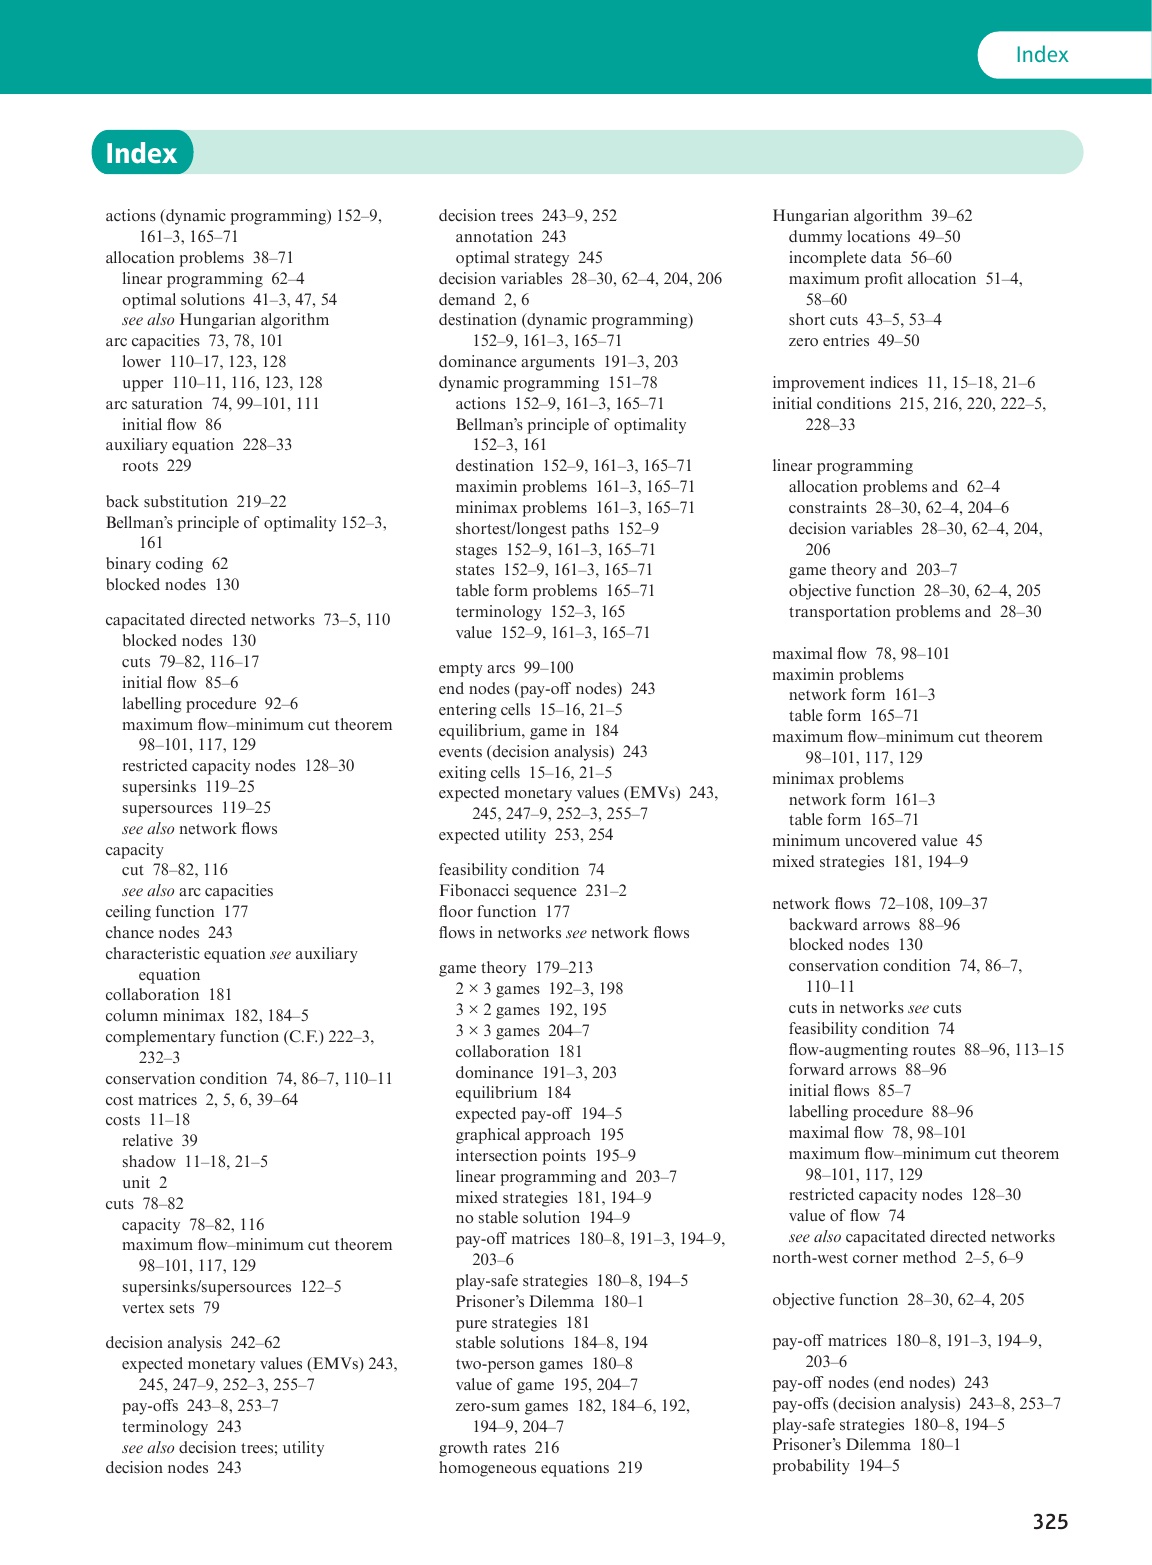 Index
Index
actions (dynamic programming) 152–9,
161–3, 165–71
allocation problems 38–71
linear programming 62–4
optimal solutions 41–3, 47, 54
see also Hungarian algorithm
arc capacities 73, 78, 101
lower 110–17, 123, 128
upper 110–11, 116, 123, 128
arc saturation 74, 99–101, 111
initial flow 86
auxiliary equation 228–33
roots 229
back substitution 219–22
Bellman’s principle of optimality 152–3,
161
binary coding 62
blocked nodes 130
capacitated directed networks 73–5, 110
blocked nodes 130
cuts 79–82, 116–17
initial flow 85–6
labelling procedure 92–6
maximum flow–minimum cut theorem
98–101, 117, 129
restricted capacity nodes 128–30
supersinks 119–25
supersources 119–25
see also network flows
capacity
cut 78–82, 116
see also arc capacities
ceiling function 177
chance nodes 243
characteristic equation see auxiliary
equation
collaboration 181
column minimax 182, 184–5
complementary function (C.F.) 222–3,
232–3
conservation condition 74, 86–7, 110–11
cost matrices 2, 5, 6, 39–64
costs 11–18
relative 39
shadow 11–18, 21–5
unit 2
cuts 78–82
capacity 78–82, 116
maximum flow–minimum cut theorem
98–101, 117, 129
supersinks/supersources 122–5
vertex sets 79
decision analysis 242–62
expected monetary values (EMVs) 243,
245, 247–9, 252–3, 255–7
pay-offs 243–8, 253–7
terminology 243
see also decision trees; utility
decision nodes 243
decision trees 243–9, 252
annotation 243
optimal strategy 245
decision variables 28–30, 62–4, 204, 206
demand 2, 6
destination (dynamic programming)
152–9, 161–3, 165–71
dominance arguments 191–3, 203
dynamic programming 151–78
actions 152–9, 161–3, 165–71
Bellman’s principle of optimality
152–3, 161
destination 152–9, 161–3, 165–71
maximin problems 161–3, 165–71
minimax problems 161–3, 165–71
shortest/longest paths 152–9
stages 152–9, 161–3, 165–71
states 152–9, 161–3, 165–71
table form problems 165–71
terminology 152–3, 165
value 152–9, 161–3, 165–71
empty arcs 99–100
end nodes (pay-off nodes) 243
entering cells 15–16, 21–5
equilibrium, game in 184
events (decision analysis) 243
exiting cells 15–16, 21–5
expected monetary values (EMVs) 243,
245, 247–9, 252–3, 255–7
expected utility 253, 254
feasibility condition 74
Fibonacci sequence 231–2
floor function 177
flows in networks see network flows
game theory 179–213
2 × 3 games 192–3, 198
3 × 2 games 192, 195
3 × 3 games 204–7
collaboration 181
dominance 191–3, 203
equilibrium 184
expected pay-off 194–5
graphical approach 195
intersection points 195–9
linear programming and 203–7
mixed strategies 181, 194–9
no stable solution 194–9
pay-off matrices 180–8, 191–3, 194–9,
203–6
play-safe strategies 180–8, 194–5
Prisoner’s Dilemma 180–1
pure strategies 181
stable solutions 184–8, 194
two-person games 180–8
value of game 195, 204–7
zero-sum games 182, 184–6, 192,
194–9, 204–7
growth rates 216
homogeneous equations 219
Hungarian algorithm 39–62
dummy locations 49–50
incomplete data 56–60
maximum profit allocation 51–4,
58–60
short cuts 43–5, 53–4
zero entries 49–50
improvement indices 11, 15–18, 21–6
initial conditions 215, 216, 220, 222–5,
228–33
linear programming
allocation problems and 62–4
constraints 28–30, 62–4, 204–6
decision variables 28–30, 62–4, 204,
206
game theory and 203–7
objective function 28–30, 62–4, 205
transportation problems and 28–30
maximal flow 78, 98–101
maximin problems
network form 161–3
table form 165–71
maximum flow–minimum cut theorem
98–101, 117, 129
minimax problems
network form 161–3
table form 165–71
minimum uncovered value 45
mixed strategies 181, 194–9
network flows 72–108, 109–37
backward arrows 88–96
blocked nodes 130
conservation condition 74, 86–7,
110–11
cuts in networks see cuts
feasibility condition 74
flow-augmenting routes 88–96, 113–15
forward arrows 88–96
initial flows 85–7
labelling procedure 88–96
maximal flow 78, 98–101
maximum flow–minimum cut theorem
98–101, 117, 129
restricted capacity nodes 128–30
value of flow 74
see also capacitated directed networks
north-west corner method 2–5, 6–9
objective function 28–30, 62–4, 205
pay-off matrices 180–8, 191–3, 194–9,
203–6
pay-off nodes (end nodes) 243
pay-offs (decision analysis) 243–8, 253–7
play-safe strategies 180–8, 194–5
Prisoner’s Dilemma 180–1
probability 194–5
325